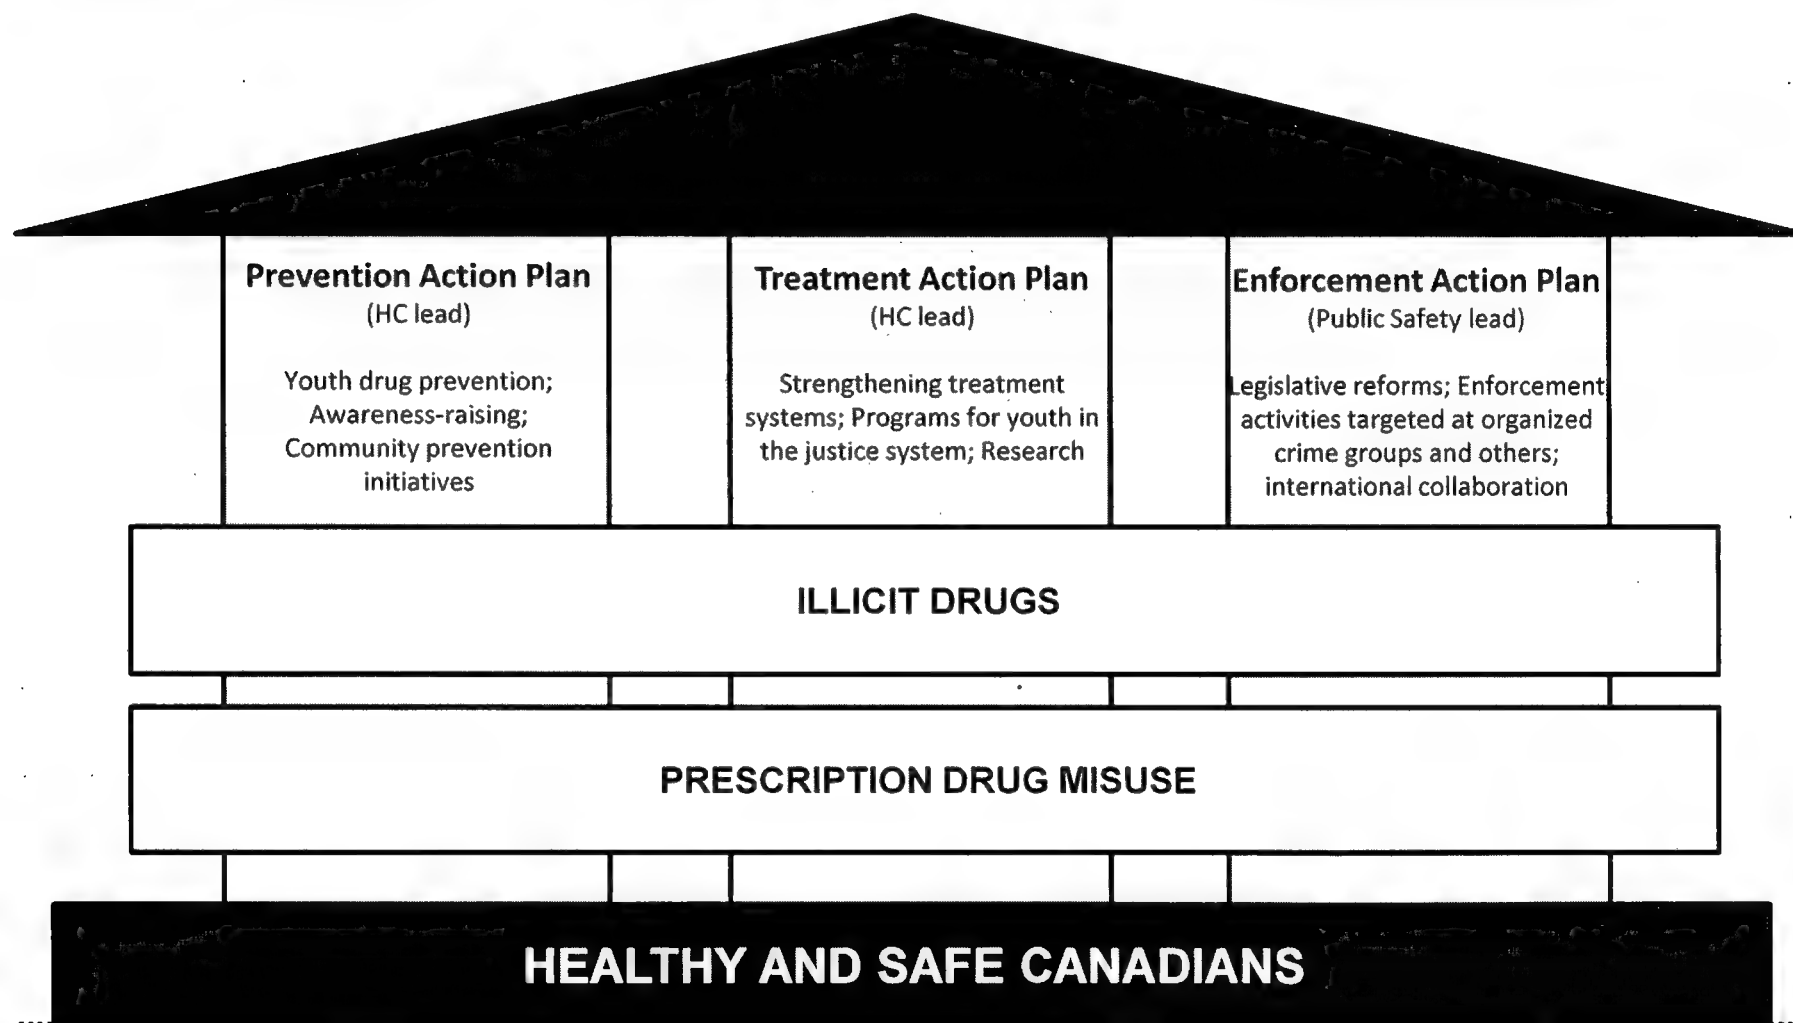 Prevention Action Plan
(HC lead)
Youth drug prevention;
Awareness-raising;
Community prevention
initiatives
Treatment Action Plan
(HC lead)
Strengthening treatment
systems; Programs for youth in
the justice system; Research
Enforcement Action Plan
(Public Safety lead)
Legislative reforms; Enforcement
activities targeted at organized
crime groups and others;
international collaboration
ILLICIT DRUGS
PRESCRIPTION DRUG MISUSE
HEALTHY AND SAFE CANADIANS